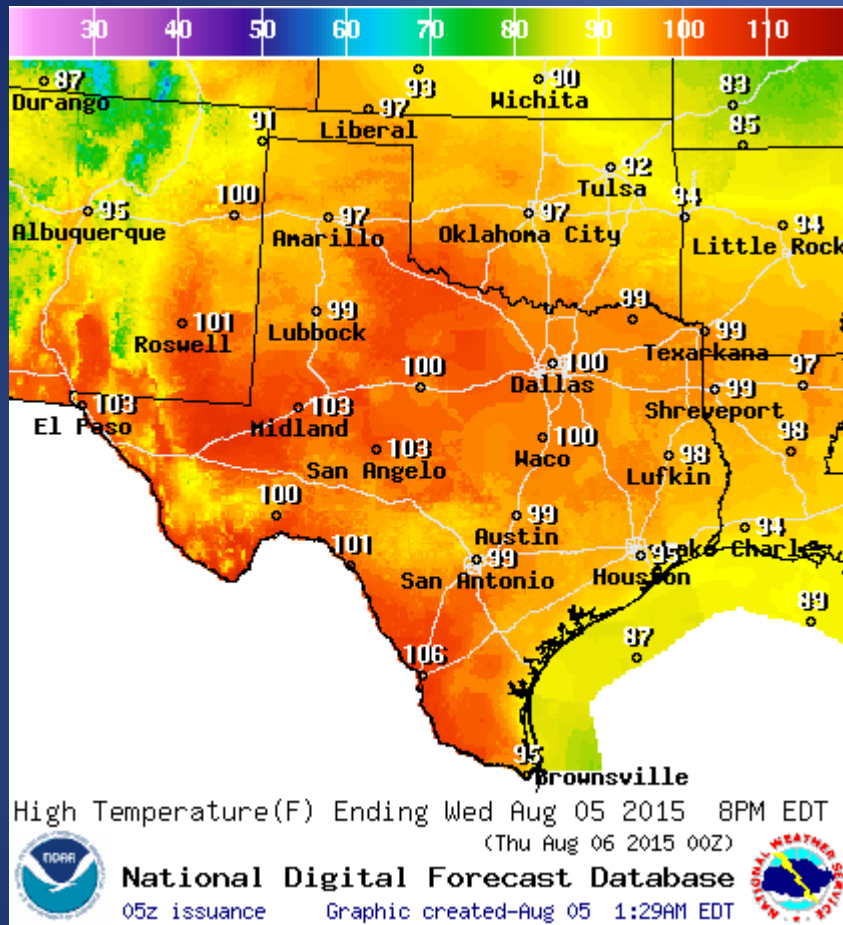 30 40 50 60 70 80 90 100 110
87
Durango
93
90
Wichita
83
97
Liberal
91
85
92
Tulsa
100
95
Albuquerque
97
Amarillo
97
Oklahoma City
94
94
Little Rock
101
Roswell
99
Lubbock
99
99
Texarkana
100
100
Dallas
97
99
Shreveport
103
El Paso
103
Midland
103
San Angelo
100
Waco
98
Lufkin
98
100
99
Austin
94
Lake Charles
101
99
San Antonio
95
Houston
89
87
106
95
Brownsville
High Temperature(F) Ending Wed Aug 05 2015 8PM EDT
(Thu Aug 06 2015 00Z)
NOAA
National Digital Forecast Database
05z issuance Graphic created-Aug 05 1:29AM EDT
NATIONAL WEATHER SERVICE